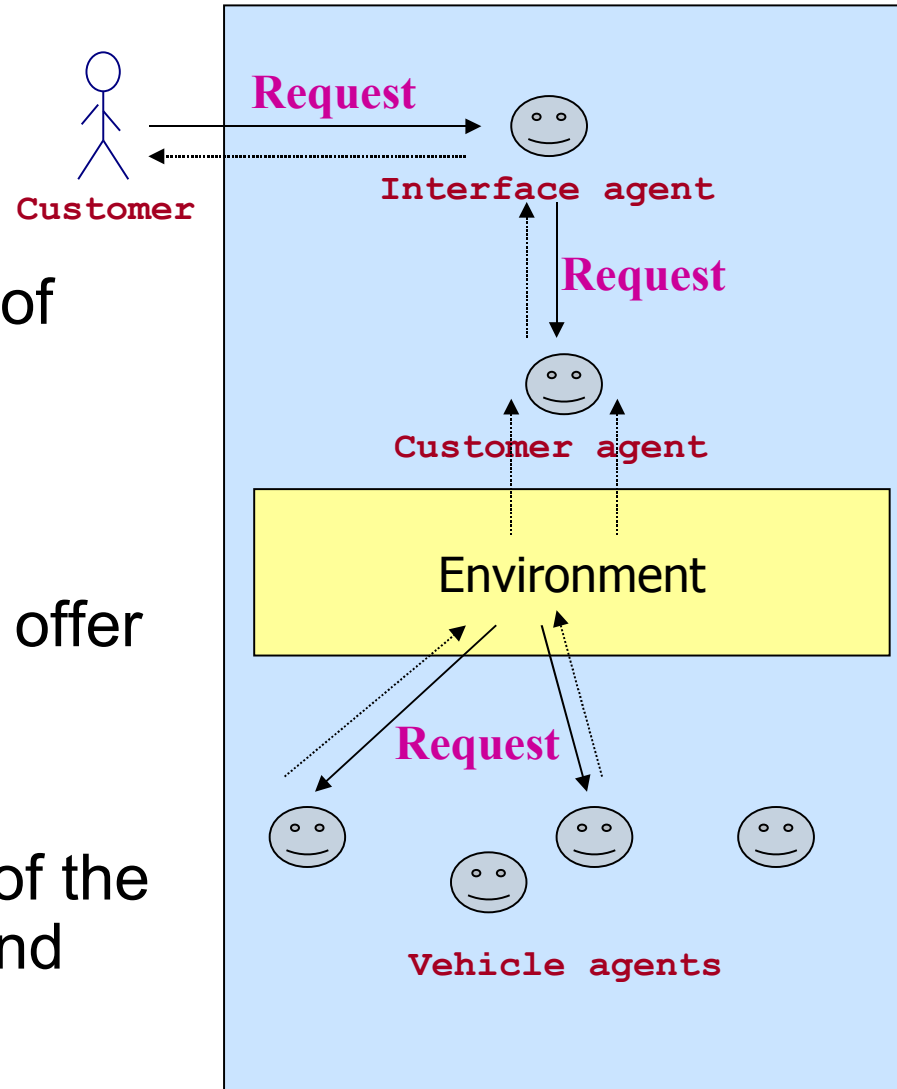 Request
Interface agent
Customer
Request
of
Customer agent
Environment
offer
Request
of the
nd
Vehicle agents